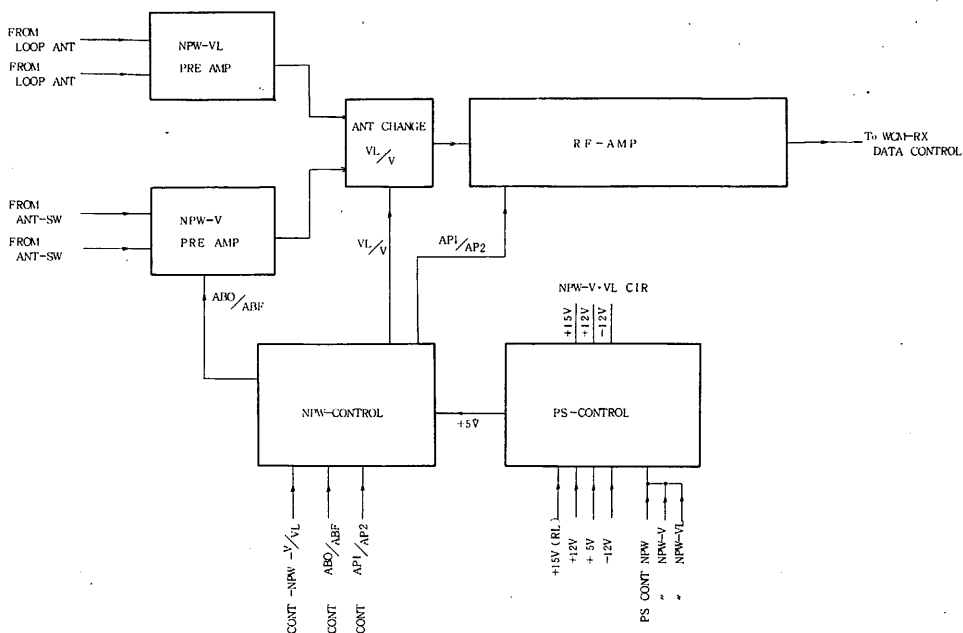 FROM
LOOP ANT
FROM
LOOP ANT
NPW-VL
PRE AMP
ANT CHANGE
VL/V
RF-AMP
To WCM-RX
DATA CONTROL
FROM
ANT-SW
FROM
ANT-SW
NPW-V
PRE AMP
ABO/ABF
VL/V
AP1/AP2
NPW-V·VL CIR
+15V
+12V
-12V
NPW-CONTROL
+5V
PS-CONTROL
CONT -NPW -V/VL
CONT ABO/ABF
CONT AP1/AP2
+15V (RL)
+12V
+ 5V
-12V
PS CONT NPW
〃 NPW-V
〃 NPW-VL